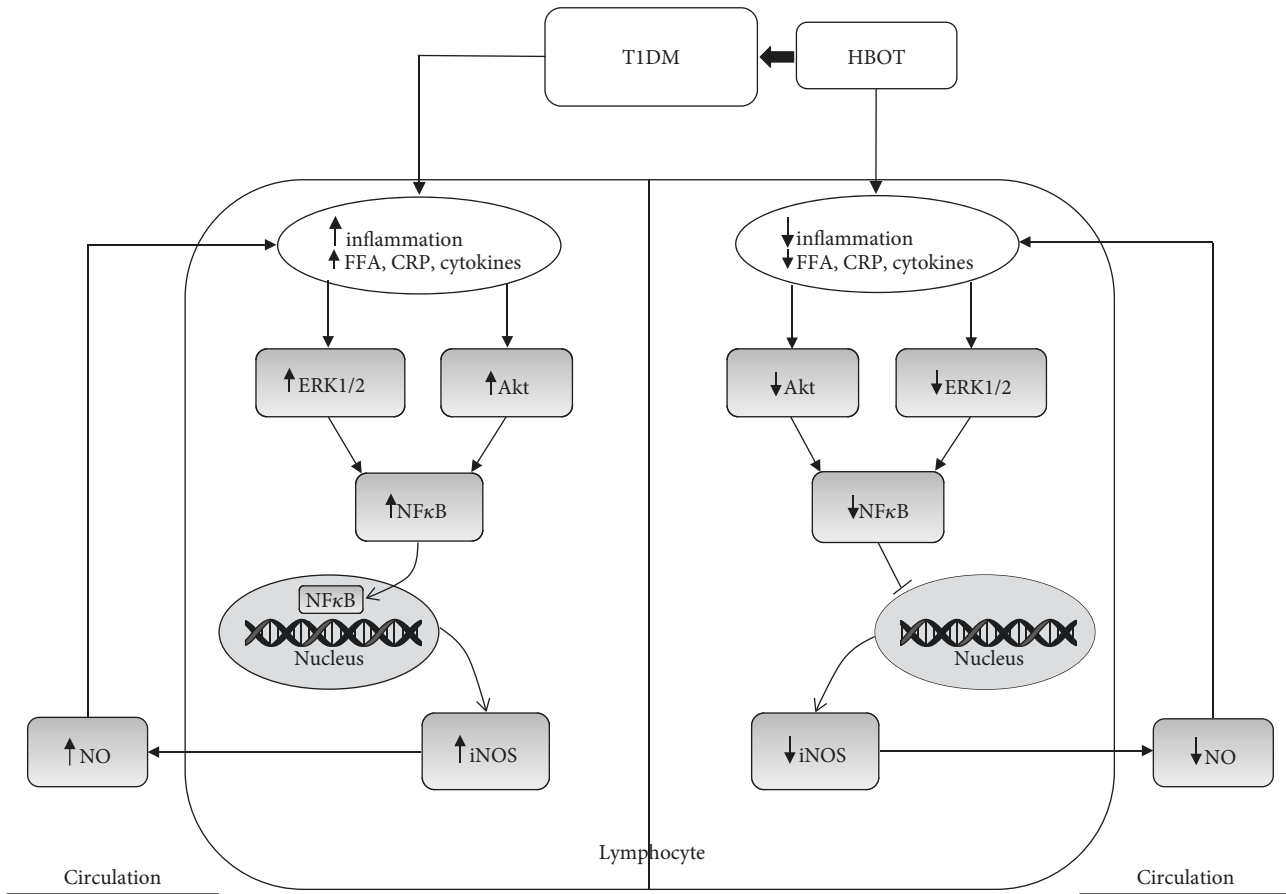 T1DM
HBOT
↑ inflammation
↑ FFA, CRP, cytokines
↓ inflammation
↓ FFA, CRP, cytokines
↑ ERK1/2
↑ Akt
↓ Akt
↓ ERK1/2
↑ NFκB
↓ NFκB
NFκB
Nucleus
Nucleus
↑ NO
↑ iNOS
↓ iNOS
↓ NO
Lymphocyte
Circulation
Circulation